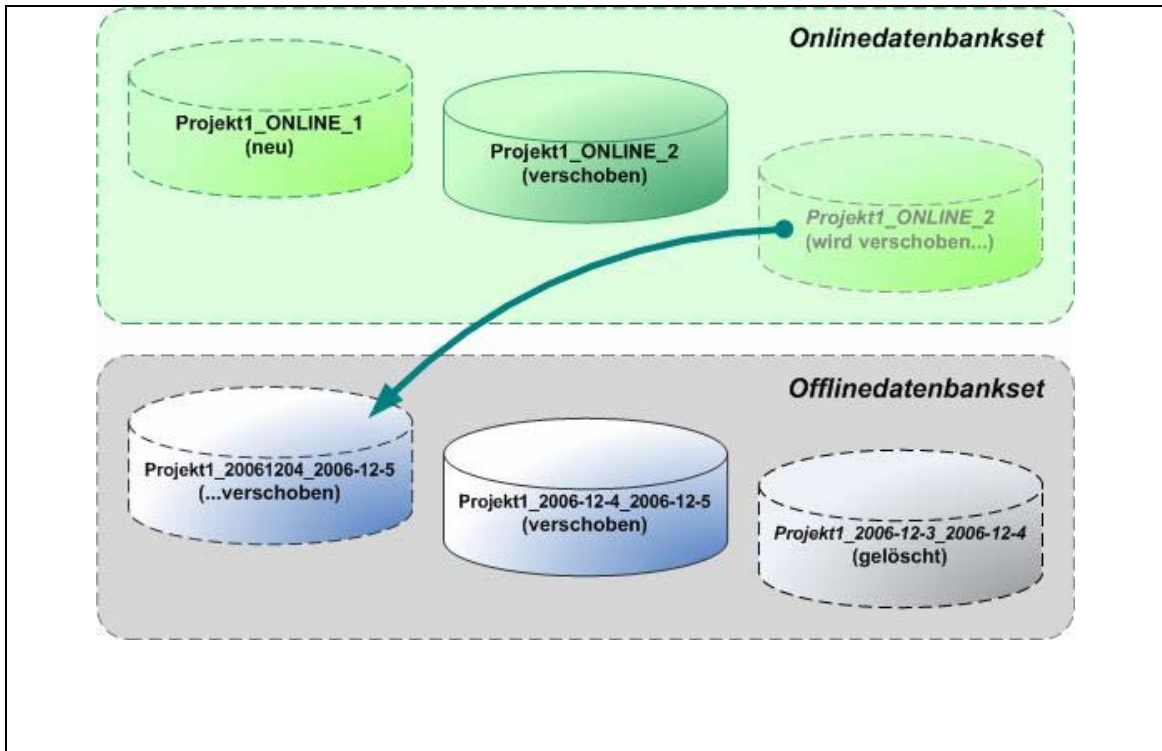 Onlinedatenbankset
Projekt1_ONLINE_1
(neu)
Projekt1_ONLINE_2
(verschoben)
Projekt1_ONLINE_2
(wird verschoben...)
Offlinedatenbankset
Projekt1_20061204_2006-12-5
(...verschoben)
Projekt1_2006-12-4_2006-12-5
(verschoben)
Projekt1_2006-12-3_2006-12-4
(gelöscht)